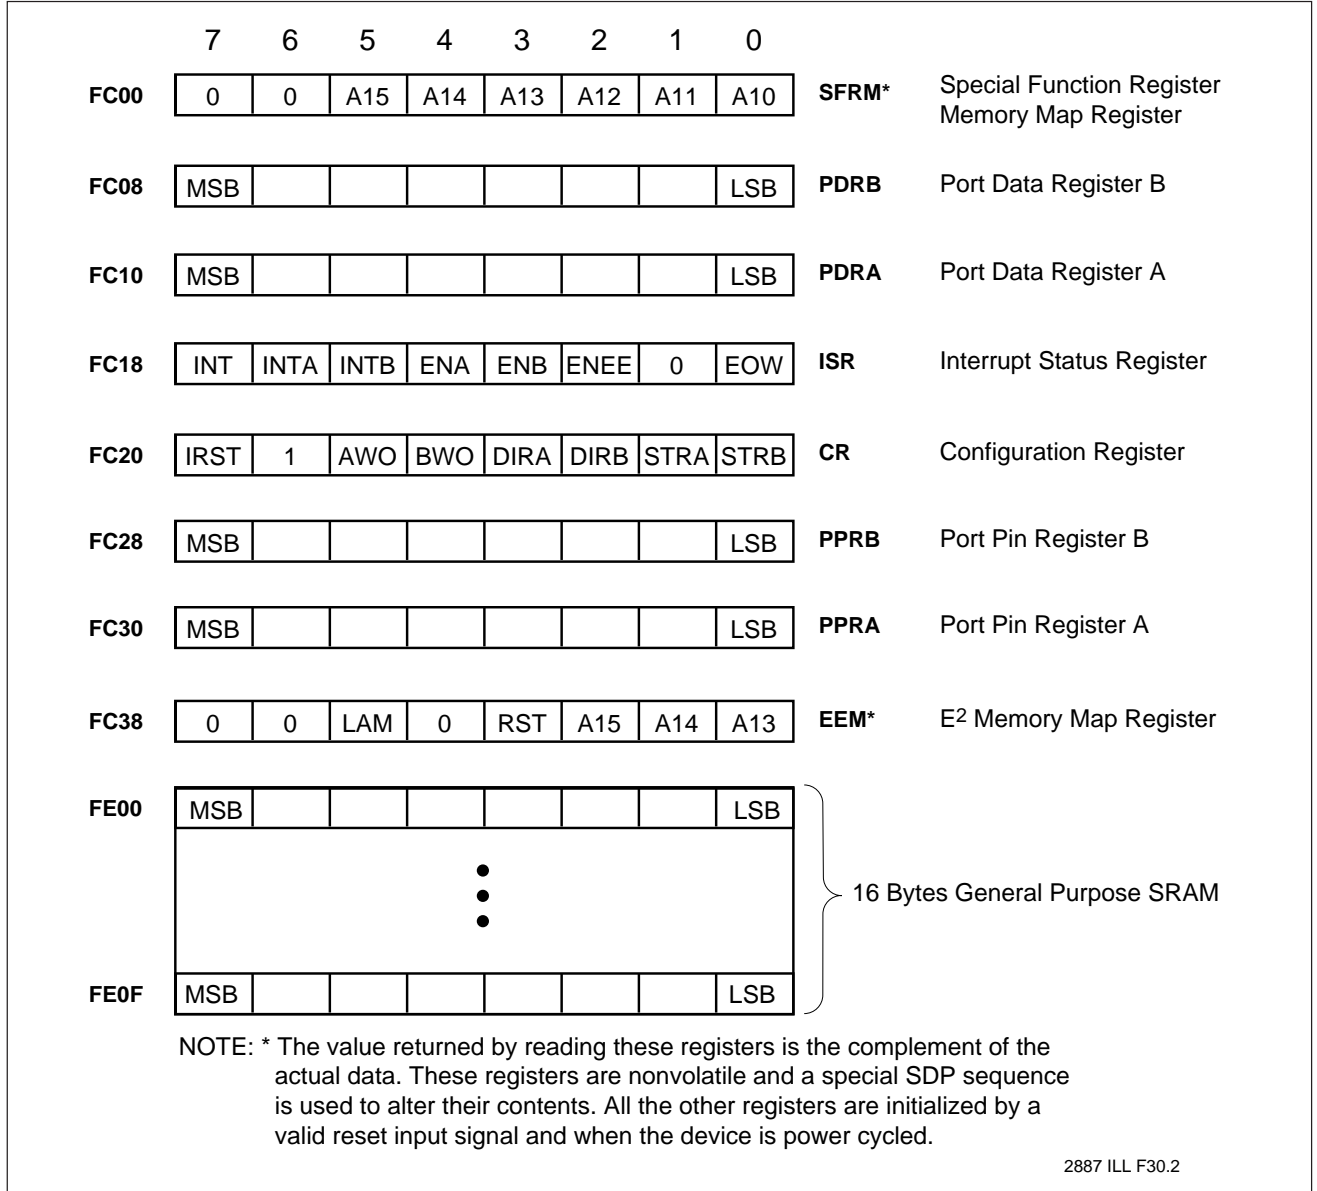 7 6 5 4 3 2 1 0
FC00 0 0 A15 A14 A13 A12 A11 A10 SFRM* Special Function Register
Memory Map Register
FC08 MSB LSB PDRB Port Data Register B
FC10 MSB LSB PDRA Port Data Register A
FC18 INT INTA INTB ENA ENB ENEE 0 EOW ISR Interrupt Status Register
FC20 IRST 1 AWO BWO DIRA DIRB STRA STRB CR Configuration Register
FC28 MSB LSB PPRB Port Pin Register B
FC30 MSB LSB PPRA Port Pin Register A
FC38 0 0 LAM 0 RST A15 A14 A13 EEM* E2 Memory Map Register
FE00 MSB LSB
16 Bytes General Purpose SRAM
FE0F MSB LSB
NOTE: * The value returned by reading these registers is the complement of the
actual data. These registers are nonvolatile and a special SDP sequence
is used to alter their contents. All the other registers are initialized by a
valid reset input signal and when the device is power cycled.
2887 ILL F30.2